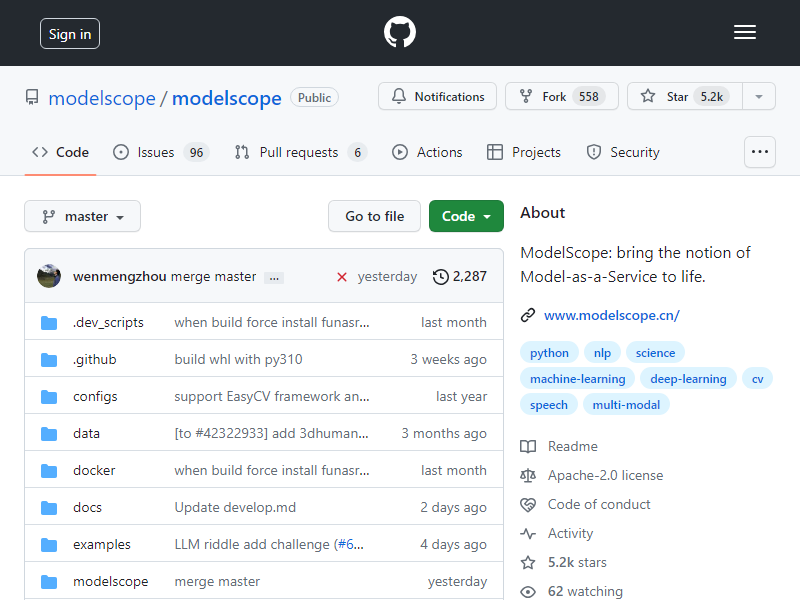 Sign in
modelscope / modelscope Public Notifications Fork 558 Star 5.2k
Code Issues 96 Pull requests 6 Actions Projects Security
master Go to file Code
wenmengzhou merge master ... yesterday 2,287
.dev_scripts when build force install funasr... last month
.github build whl with py310 3 weeks ago
configs support EasyCV framework an... last year
data [to #42322933] add 3dhuman... 3 months ago
docker when build force install funasr... last month
docs Update develop.md 2 days ago
examples LLM riddle add challenge (#6... 4 days ago
modelscope merge master yesterday
About
ModelScope: bring the notion of
Model-as-a-Service to life.
www.modelscope.cn/
python nlp science
machine-learning deep-learning cv
speech multi-modal
Readme
Apache-2.0 license
Code of conduct
Activity
5.2k stars
62 watching